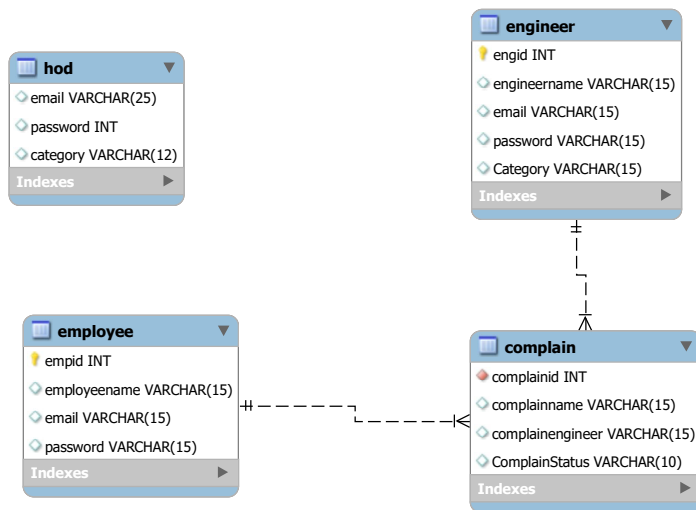 hod
email VARCHAR(25)
password INT
category VARCHAR(12)
Indexes
engineer
engid INT
engineername VARCHAR(15)
email VARCHAR(15)
password VARCHAR(15)
Category VARCHAR(15)
Indexes
employee
empid INT
employeename VARCHAR(15)
email VARCHAR(15)
password VARCHAR(15)
Indexes
complain
complainid INT
complainname VARCHAR(15)
complainengineer VARCHAR(15)
ComplainStatus VARCHAR(10)
Indexes